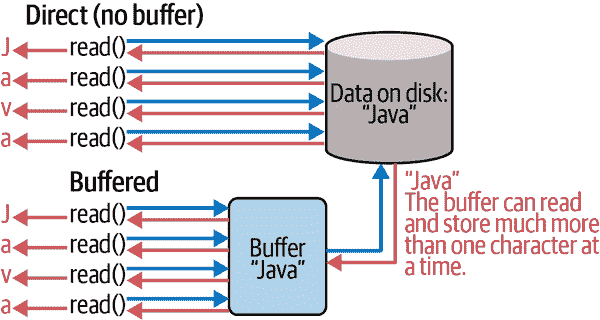 Direct (no buffer)
J read()
a read()
v read()
a read()
Data on disk:
“Java”
Buffered
J read()
a read()
v read()
a read()
Buffer
“Java”
“Java”
The buffer can read
and store much more
than one character at
a time.